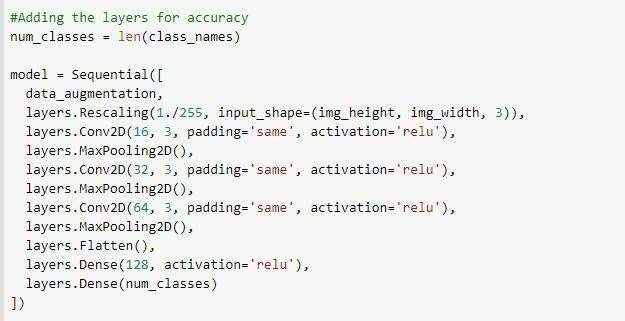 #Adding the layers for accuracy
num_classes = len(class_names)

model = Sequential([
  data_augmentation,
  layers.Rescaling(1./255, input_shape=(img_height, img_width, 3)),
  layers.Conv2D(16, 3, padding='same', activation='relu'),
  layers.MaxPooling2D(),
  layers.Conv2D(32, 3, padding='same', activation='relu'),
  layers.MaxPooling2D(),
  layers.Conv2D(64, 3, padding='same', activation='relu'),
  layers.MaxPooling2D(),
  layers.Flatten(),
  layers.Dense(128, activation='relu'),
  layers.Dense(num_classes)
])